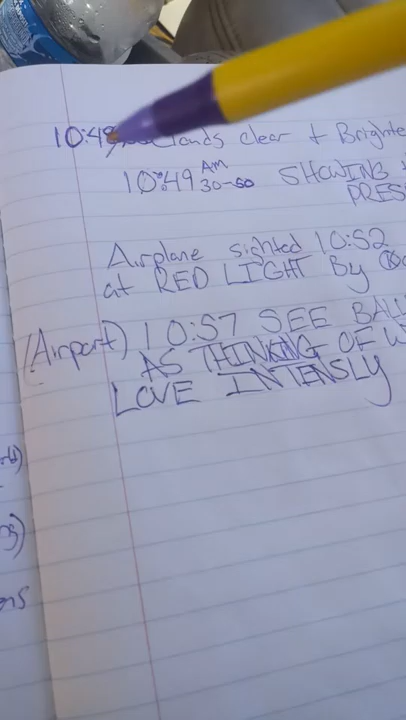 10:48 Clouds clear + Brighte
10:49 AM 30-60 SHOWING
PRES
Airplane sighted 10:52
at RED LIGHT By
(Airport) 10:57 SEE BAL
AS THINKING OF W
LOVE INTENSLY